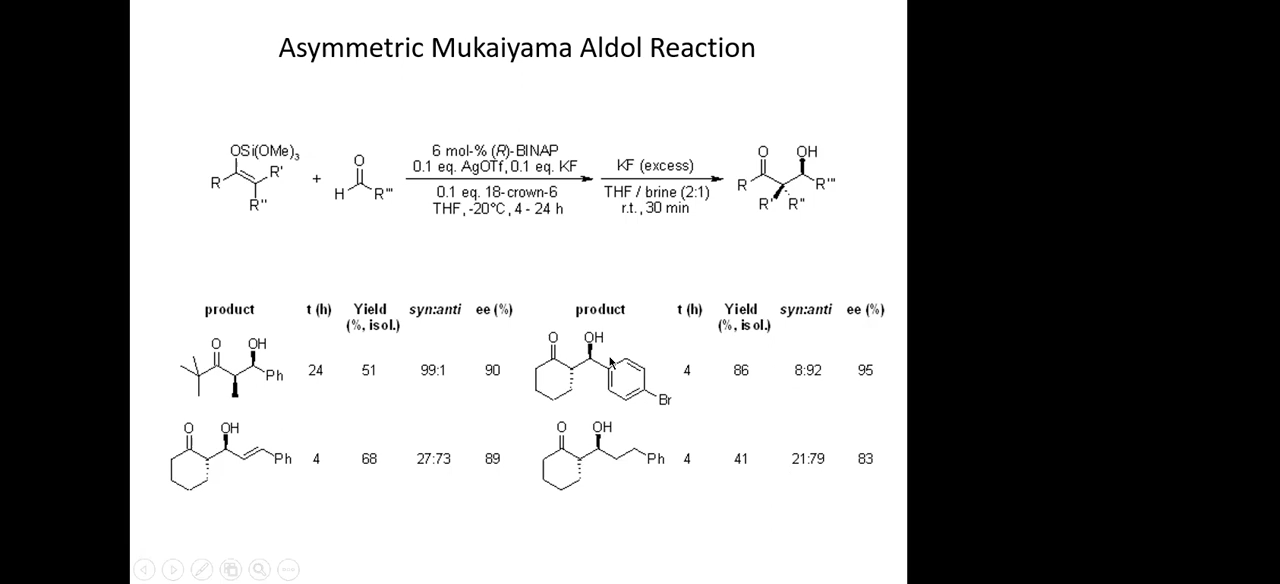 Asymmetric Mukaiyama Aldol Reaction
OSi(OMe)3
R
R'
R''
+
O
H
R'''
6 mol-% (R)-BINAP
0.1 eq. AgOTf, 0.1 eq. KF
0.1 eq. 18-crown-6
THF, -20°C, 4 - 24 h
KF (excess)
THF / brine (2:1)
r.t., 30 min
O
OH
R
R'''
R'
R''
product
t (h)
Yield
(%, isol.)
syn:anti
ee (%)
product
t (h)
Yield
(%, isol.)
syn:anti
ee (%)
O
OH
Ph
24
51
99:1
90
O
OH
Br
4
86
8:92
95
O
OH
Ph
4
68
27:73
89
O
OH
Ph
4
41
21:79
83